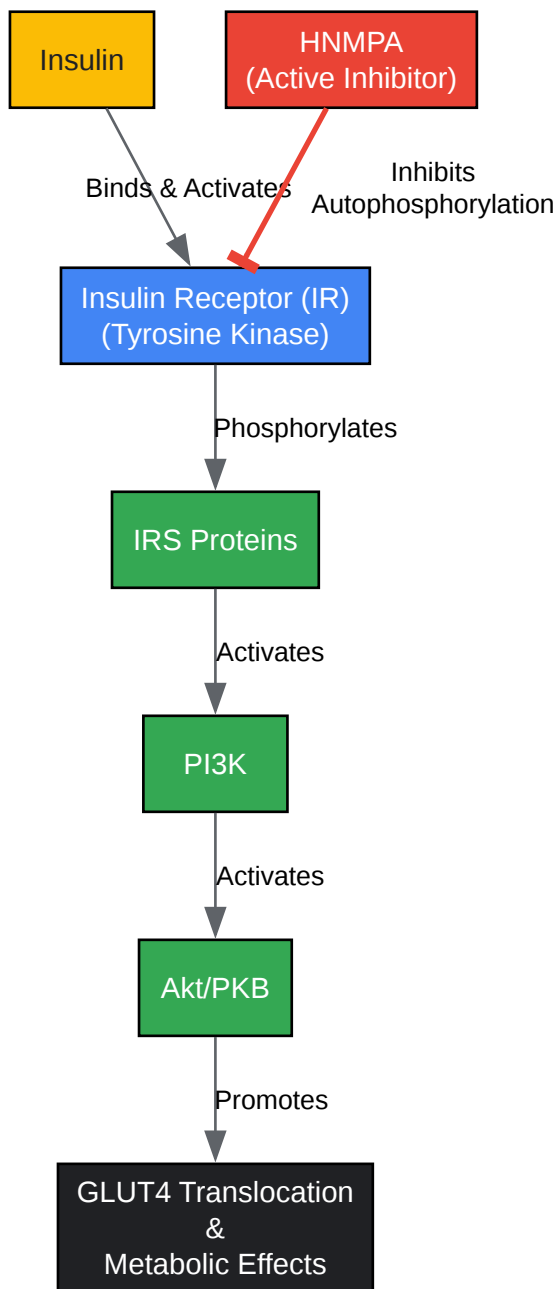 Insulin
HNMPA
(Active Inhibitor)
Binds & Activates
Inhibits
Autophosphorylation
Insulin Receptor (IR)
(Tyrosine Kinase)
Phosphorylates
IRS Proteins
Activates
PI3K
Activates
Akt/PKB
Promotes
GLUT4 Translocation
&
Metabolic Effects